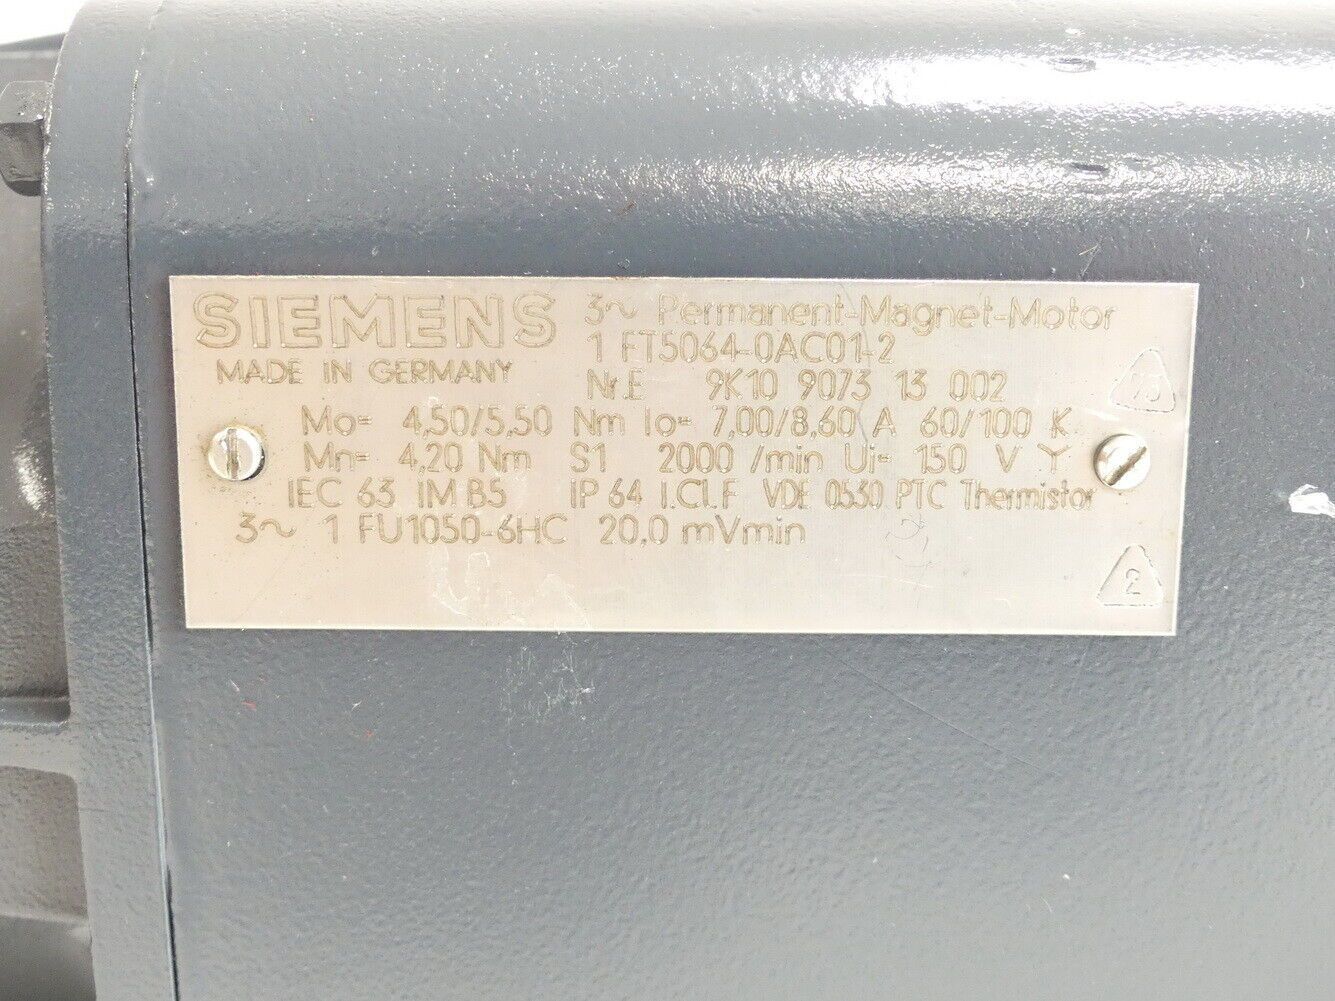 SIEMENS 3~ Permanent-Magnet-Motor
1 FT5064-0AC01-2
MADE IN GERMANY Nr.E 9K10 9073 13 002
Mo= 4,50/5,50 Nm Io= 7,00/8,60 A 60/100 K
Mn= 4,20 Nm S1 2000 /min Ui= 150 V Y
IEC 63 IM B5 IP 64 I.Cl.F VDE 0530 PTC Thermistor
3~ 1 FU1050-6HC 20,0 mVmin
2